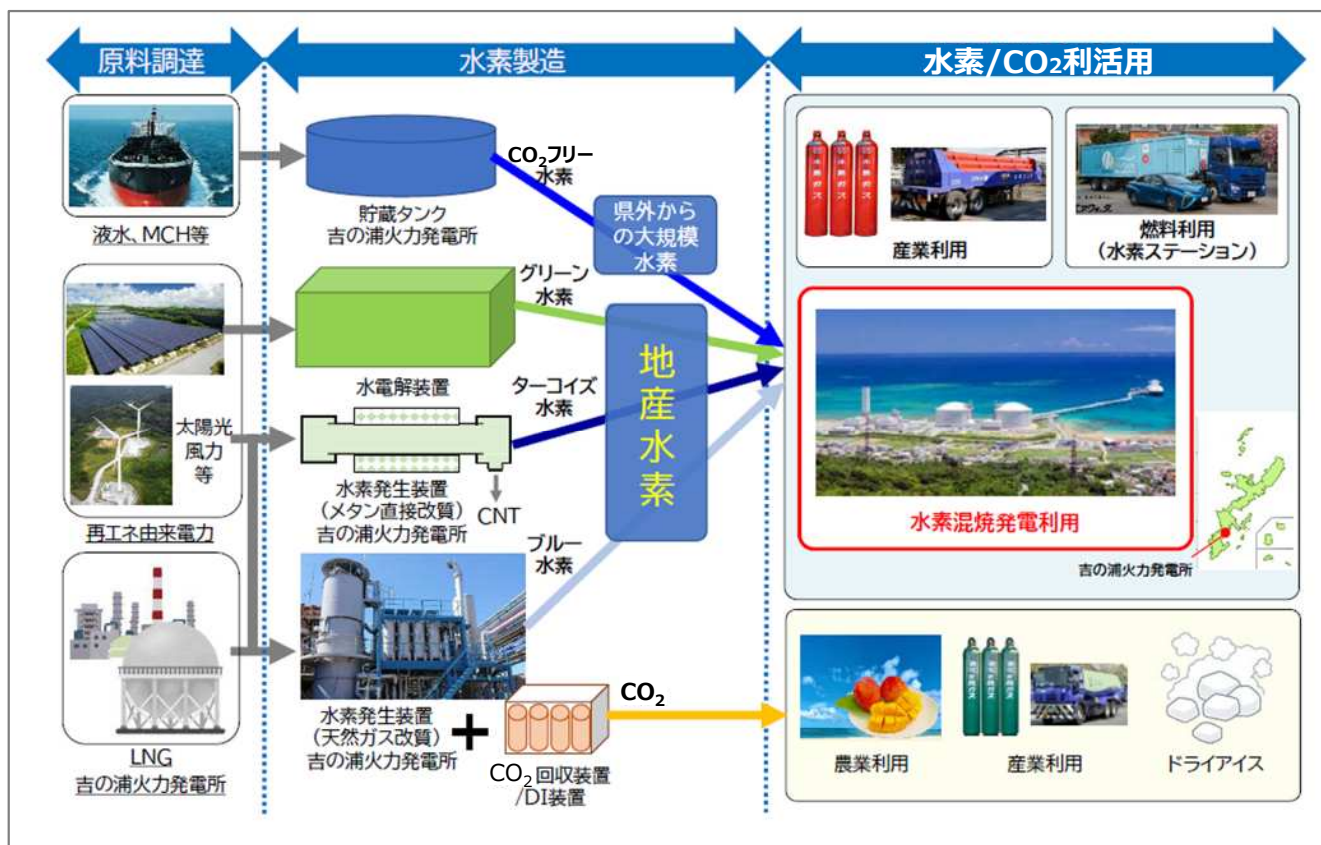 原料調達
水素製造
水素/CO₂利活用
液水、MCH等
太陽光
風力
等
再エネ由来電力
LNG
吉の浦火力発電所
貯蔵タンク
吉の浦火力発電所
CO₂フリー
水素
県外から
の大規模
水素
グリーン
水素
水電解装置
ターコイズ
水素
地産水素
水素発生装置
(メタン直接改質)
吉の浦火力発電所
CNT
ブルー
水素
水素発生装置
(天然ガス改質)
吉の浦火力発電所
+
CO₂回収装置
/DI装置
CO₂
産業利用
燃料利用
(水素ステーション)
水素混焼発電利用
吉の浦火力発電所
農業利用
産業利用
ドライアイス